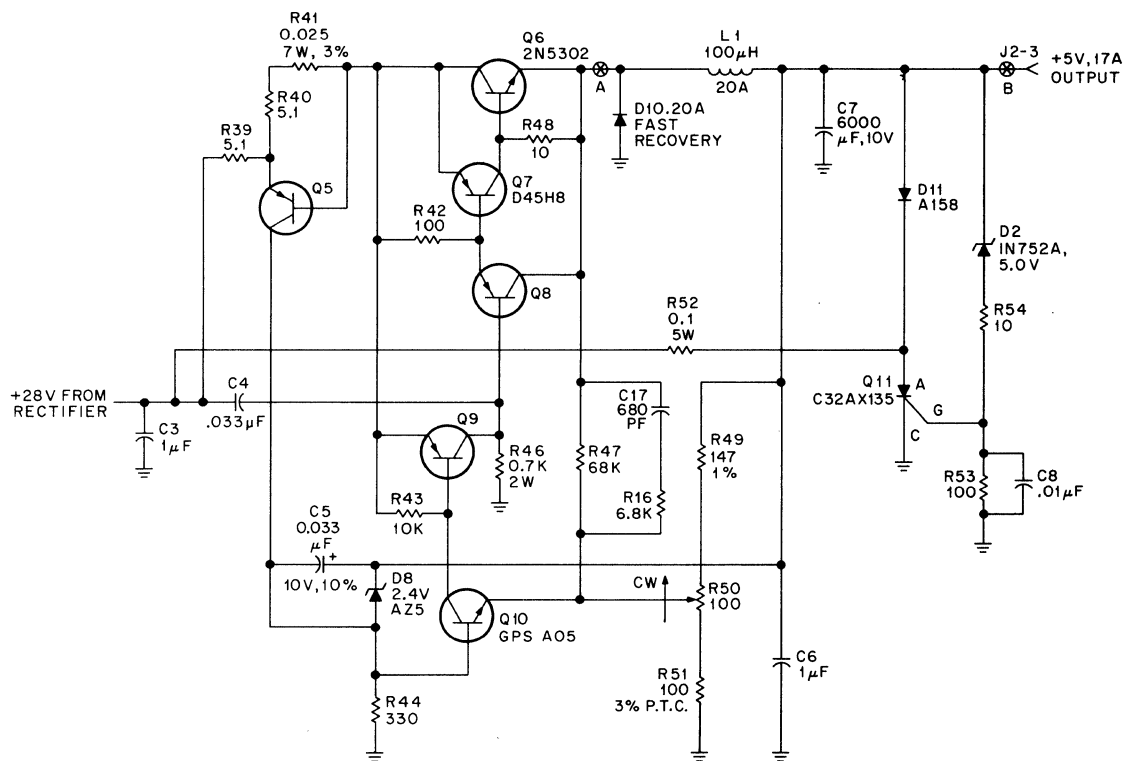 R41
0.025
7W, 3%
Q6
2N5302
L1
100μH
20A
J2-3
+5V, 17A
OUTPUT
A
B
R40
5.1
R39
5.1
R48
10
D10.20A
FAST
RECOVERY
C7
6000
μF, 10V
Q5
Q7
D45H8
D11
A158
R42
100
D2
IN752A,
5.0V
Q8
R52
0.1
5W
R54
10
+28V FROM
RECTIFIER
C4
.033μF
C3
1μF
Q9
C17
680
PF
Q11
C32AX135
A
G
C
R46
0.7K
2W
R47
68K
R49
147
1%
R16
6.8K
R53
100
C8
.01μF
R43
10K
C5
0.033
μF
+
10V, 10%
D8
2.4V
AZ5
CW
R50
100
Q10
GPS A05
C6
1μF
R44
330
R51
100
3% P.T.C.